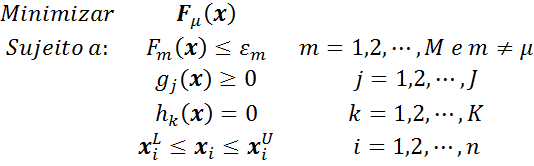 Minimizar F_μ(x)
Sujeito a: F_m(x) ≤ ε_m m = 1,2,⋯,M e m ≠ μ
g_j(x) ≥ 0 j = 1,2,⋯,J
h_k(x) = 0 k = 1,2,⋯,K
x_i^L ≤ x_i ≤ x_i^U i = 1,2,⋯,n